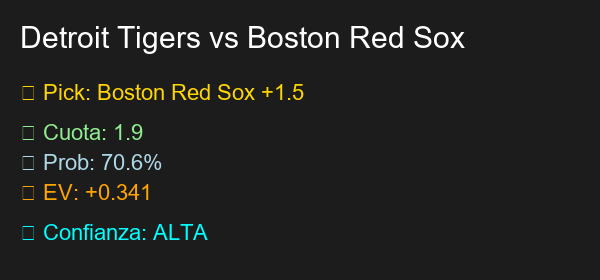 Detroit Tigers vs Boston Red Sox
Pick: Boston Red Sox +1.5
Cuota: 1.9
Prob: 70.6%
EV: +0.341
Confianza: ALTA